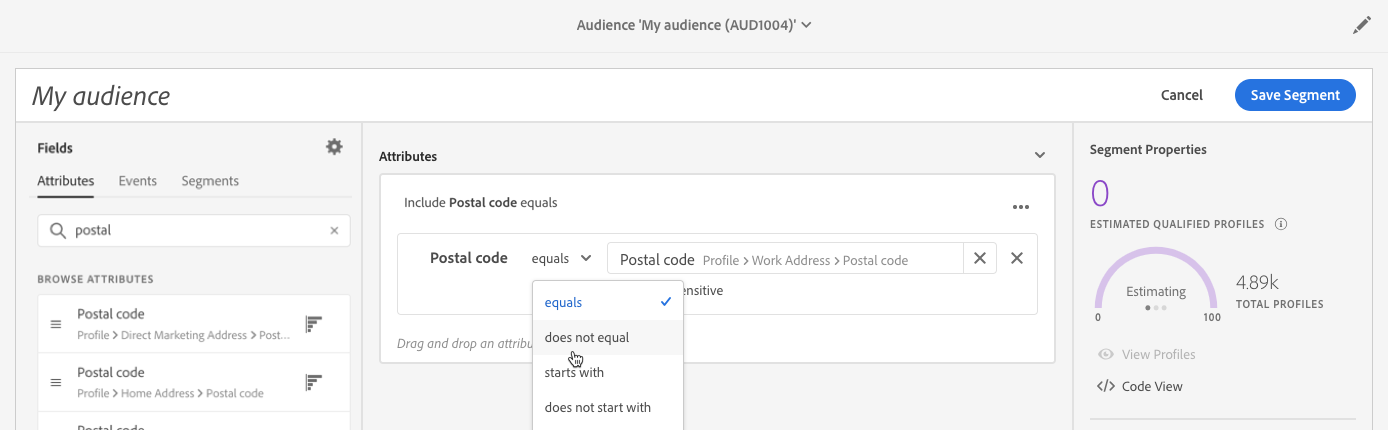 Audience 'My audience (AUD1004)'
My audience
Cancel
Save Segment
Fields
Attributes Events Segments
postal
BROWSE ATTRIBUTES
Postal code
Profile > Direct Marketing Address > Post...
Postal code
Profile > Home Address > Postal code
Postal code
Attributes
Include Postal code equals
Postal code equals Postal code Profile > Work Address > Postal code
ensitive
Drag and drop an attribu
equals
does not equal
starts with
does not start with
Segment Properties
0
ESTIMATED QUALIFIED PROFILES
Estimating
0 100
4.89k
TOTAL PROFILES
View Profiles
</> Code View